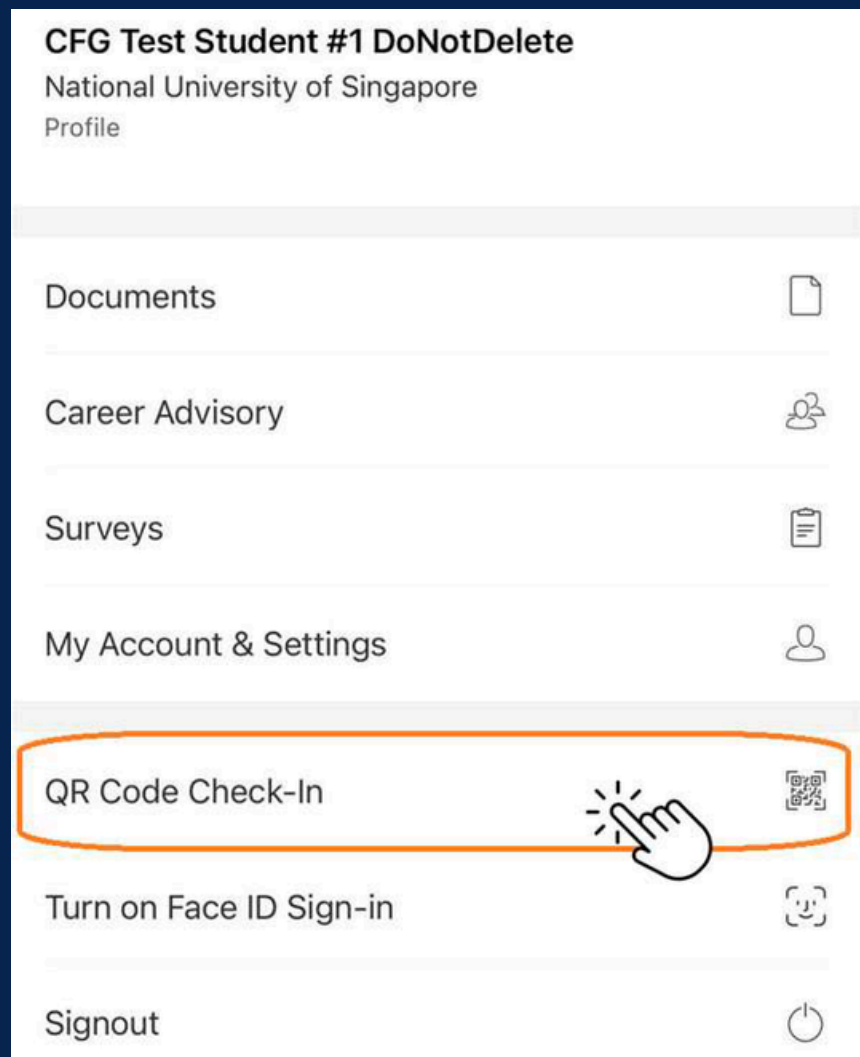 CFG Test Student #1 DoNotDelete
National University of Singapore
Profile
Documents
Career Advisory
Surveys
My Account & Settings
QR Code Check-In
Turn on Face ID Sign-in
Signout